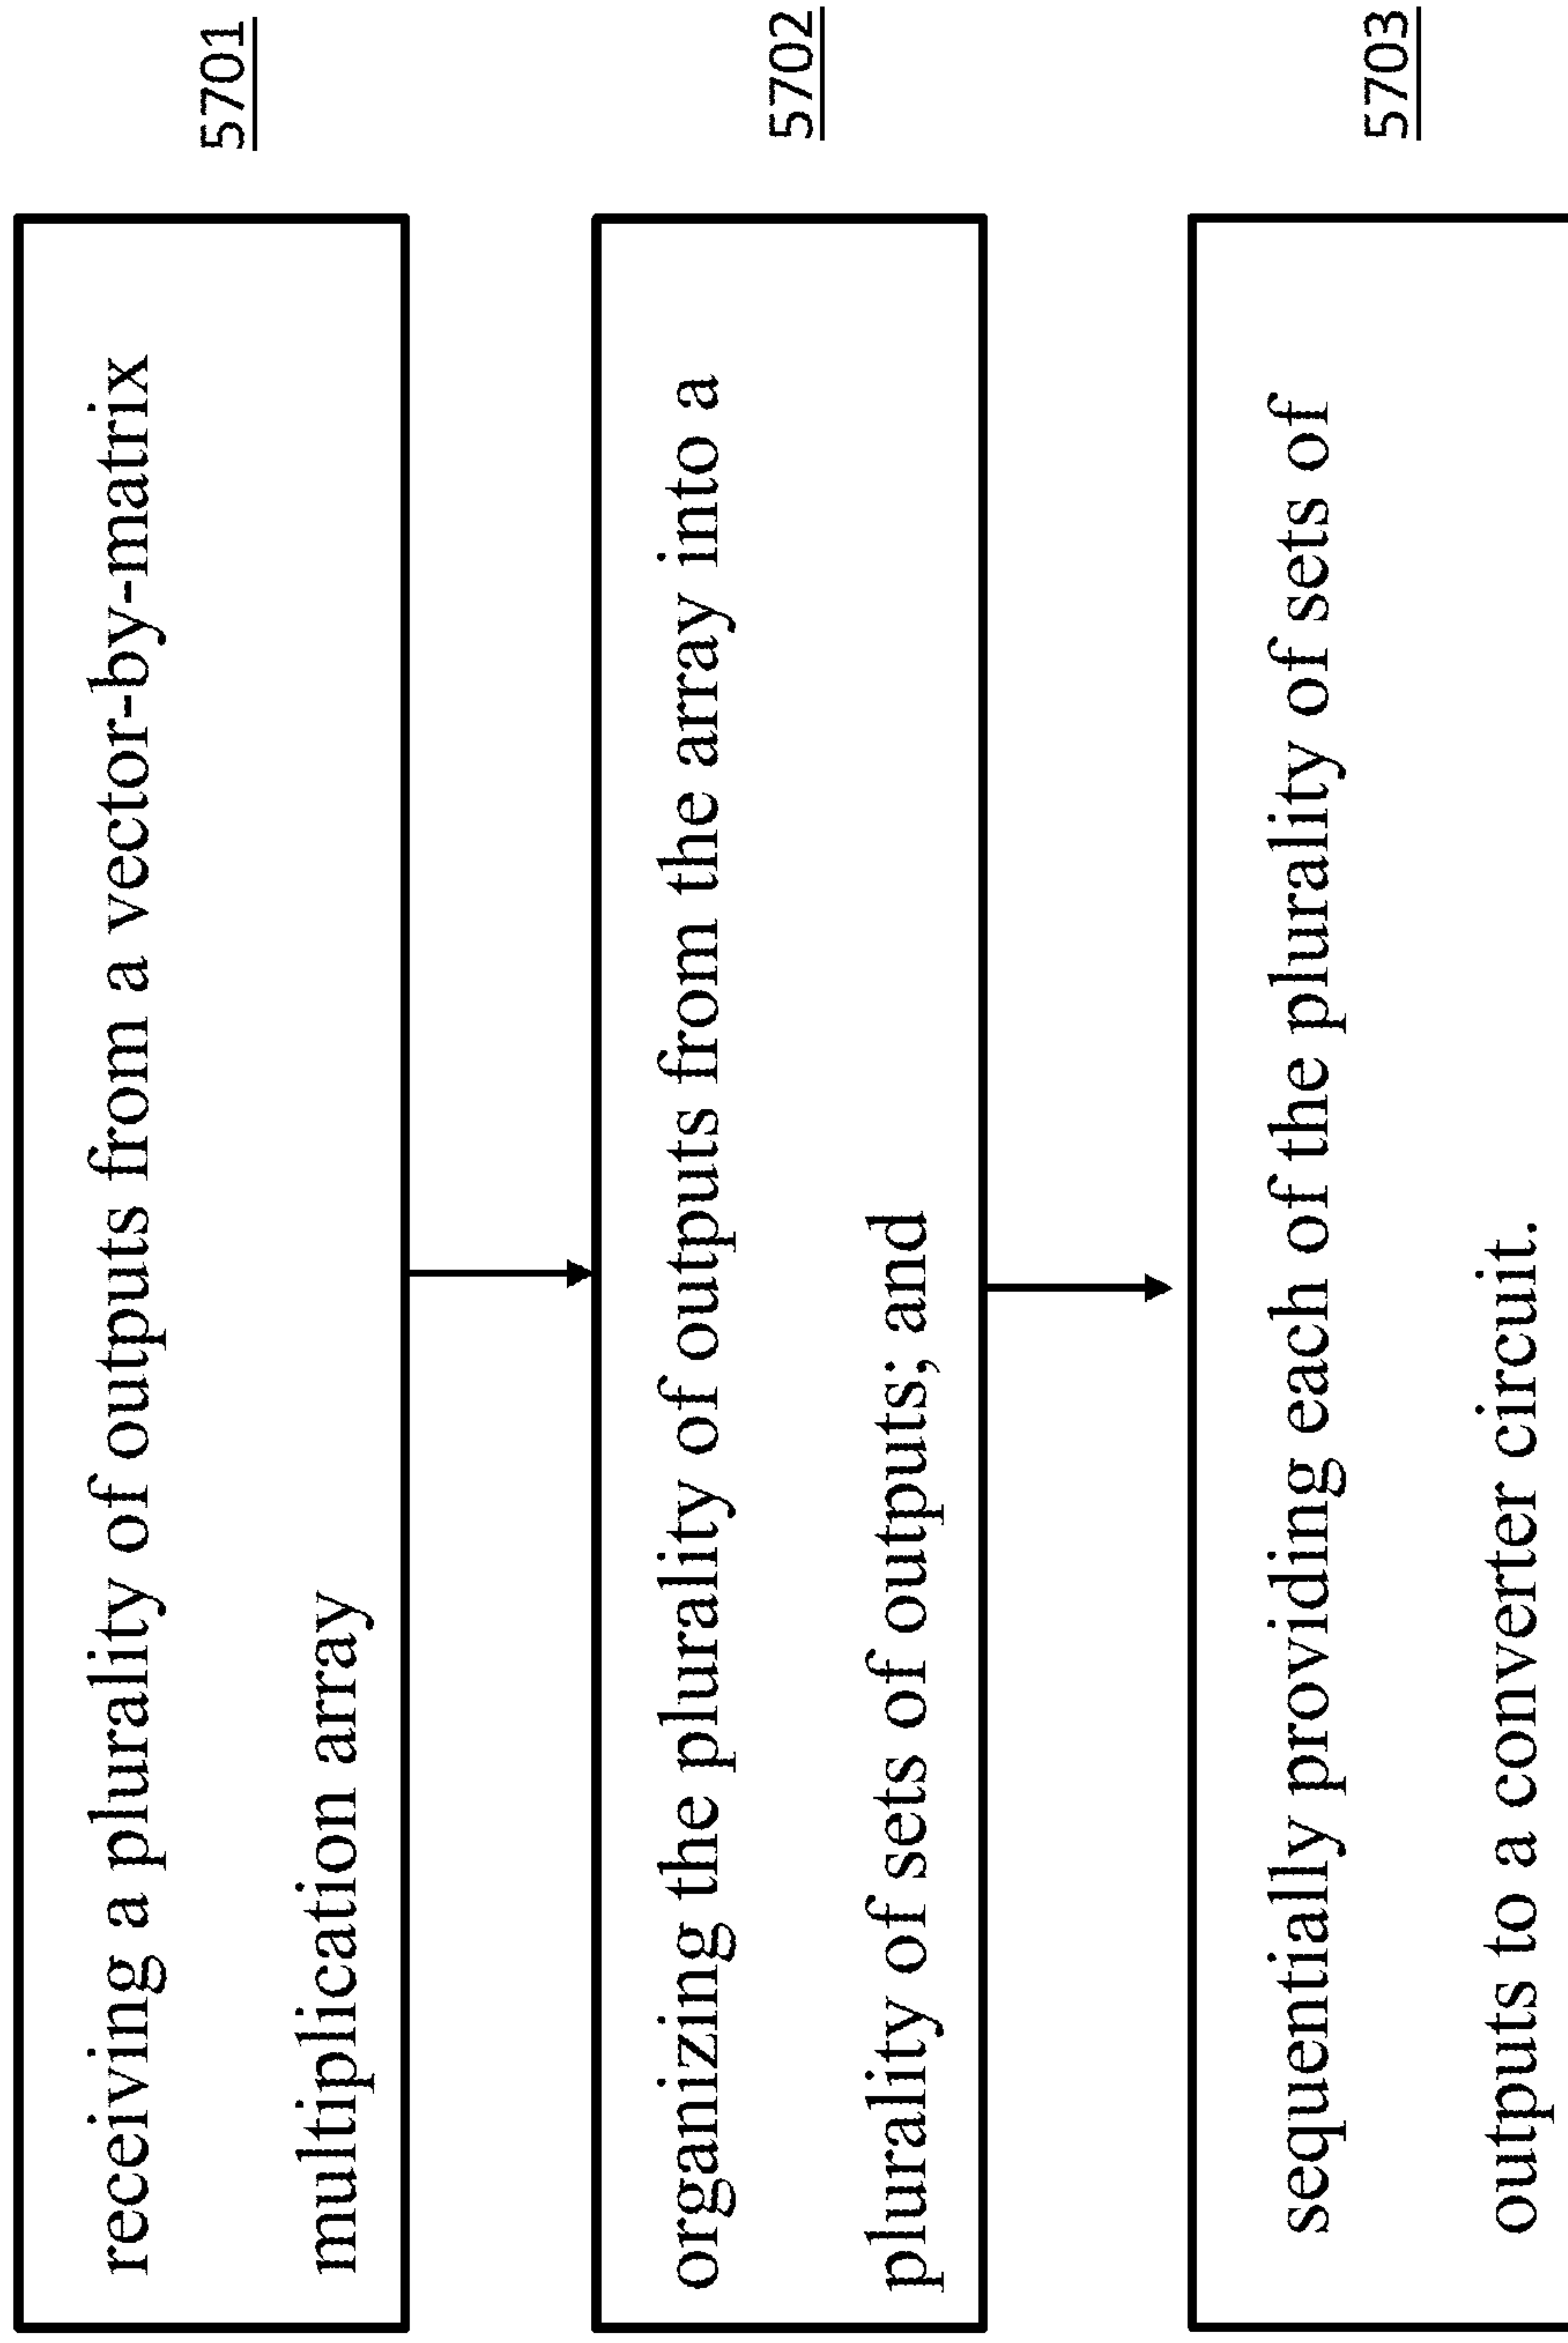 receiving a plurality of outputs from a vector-by-matrix
multiplication array
5701
organizing the plurality of outputs from the array into a
plurality of sets of outputs; and
5702
sequentially providing each of the plurality of sets of
outputs to a converter circuit.
5703